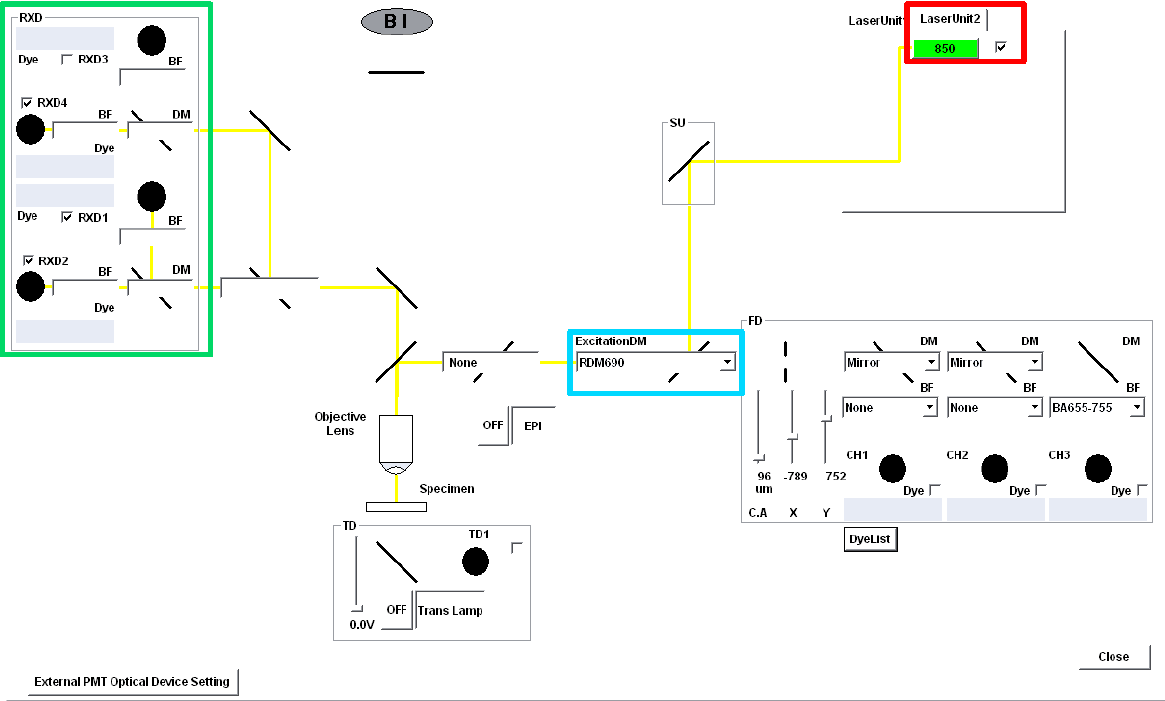 RXD
Dye
RXD3
BF
RXD4
BF
DM
Dye
Dye
RXD1
BF
RXD2
BF
DM
Dye
B I
LaserUnit
LaserUnit2
850
SU
ExcitationDM
RDM690
None
OFF
EPI
Objective
Lens
Specimen
FD
DM
DM
DM
Mirror
Mirror
BF
BF
BF
None
None
BA655-755
CH1
CH2
CH3
96
um
-789
752
Dye
Dye
Dye
C.A
X
Y
DyeList
TD
TD1
OFF
Trans Lamp
0.0V
Close
External PMT Optical Device Setting